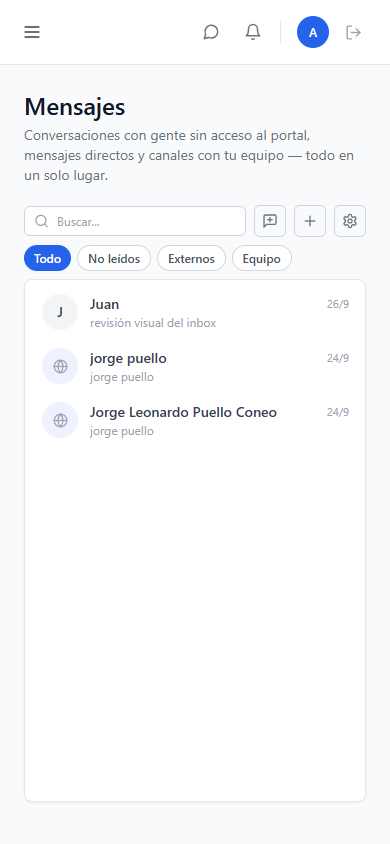 A
Mensajes
Conversaciones con gente sin acceso al portal,
mensajes directos y canales con tu equipo — todo en
un solo lugar.
Buscar...
Todo No leídos Externos Equipo
J Juan 26/9
revisión visual del inbox
jorge puello 24/9
jorge puello
Jorge Leonardo Puello Coneo 24/9
jorge puello